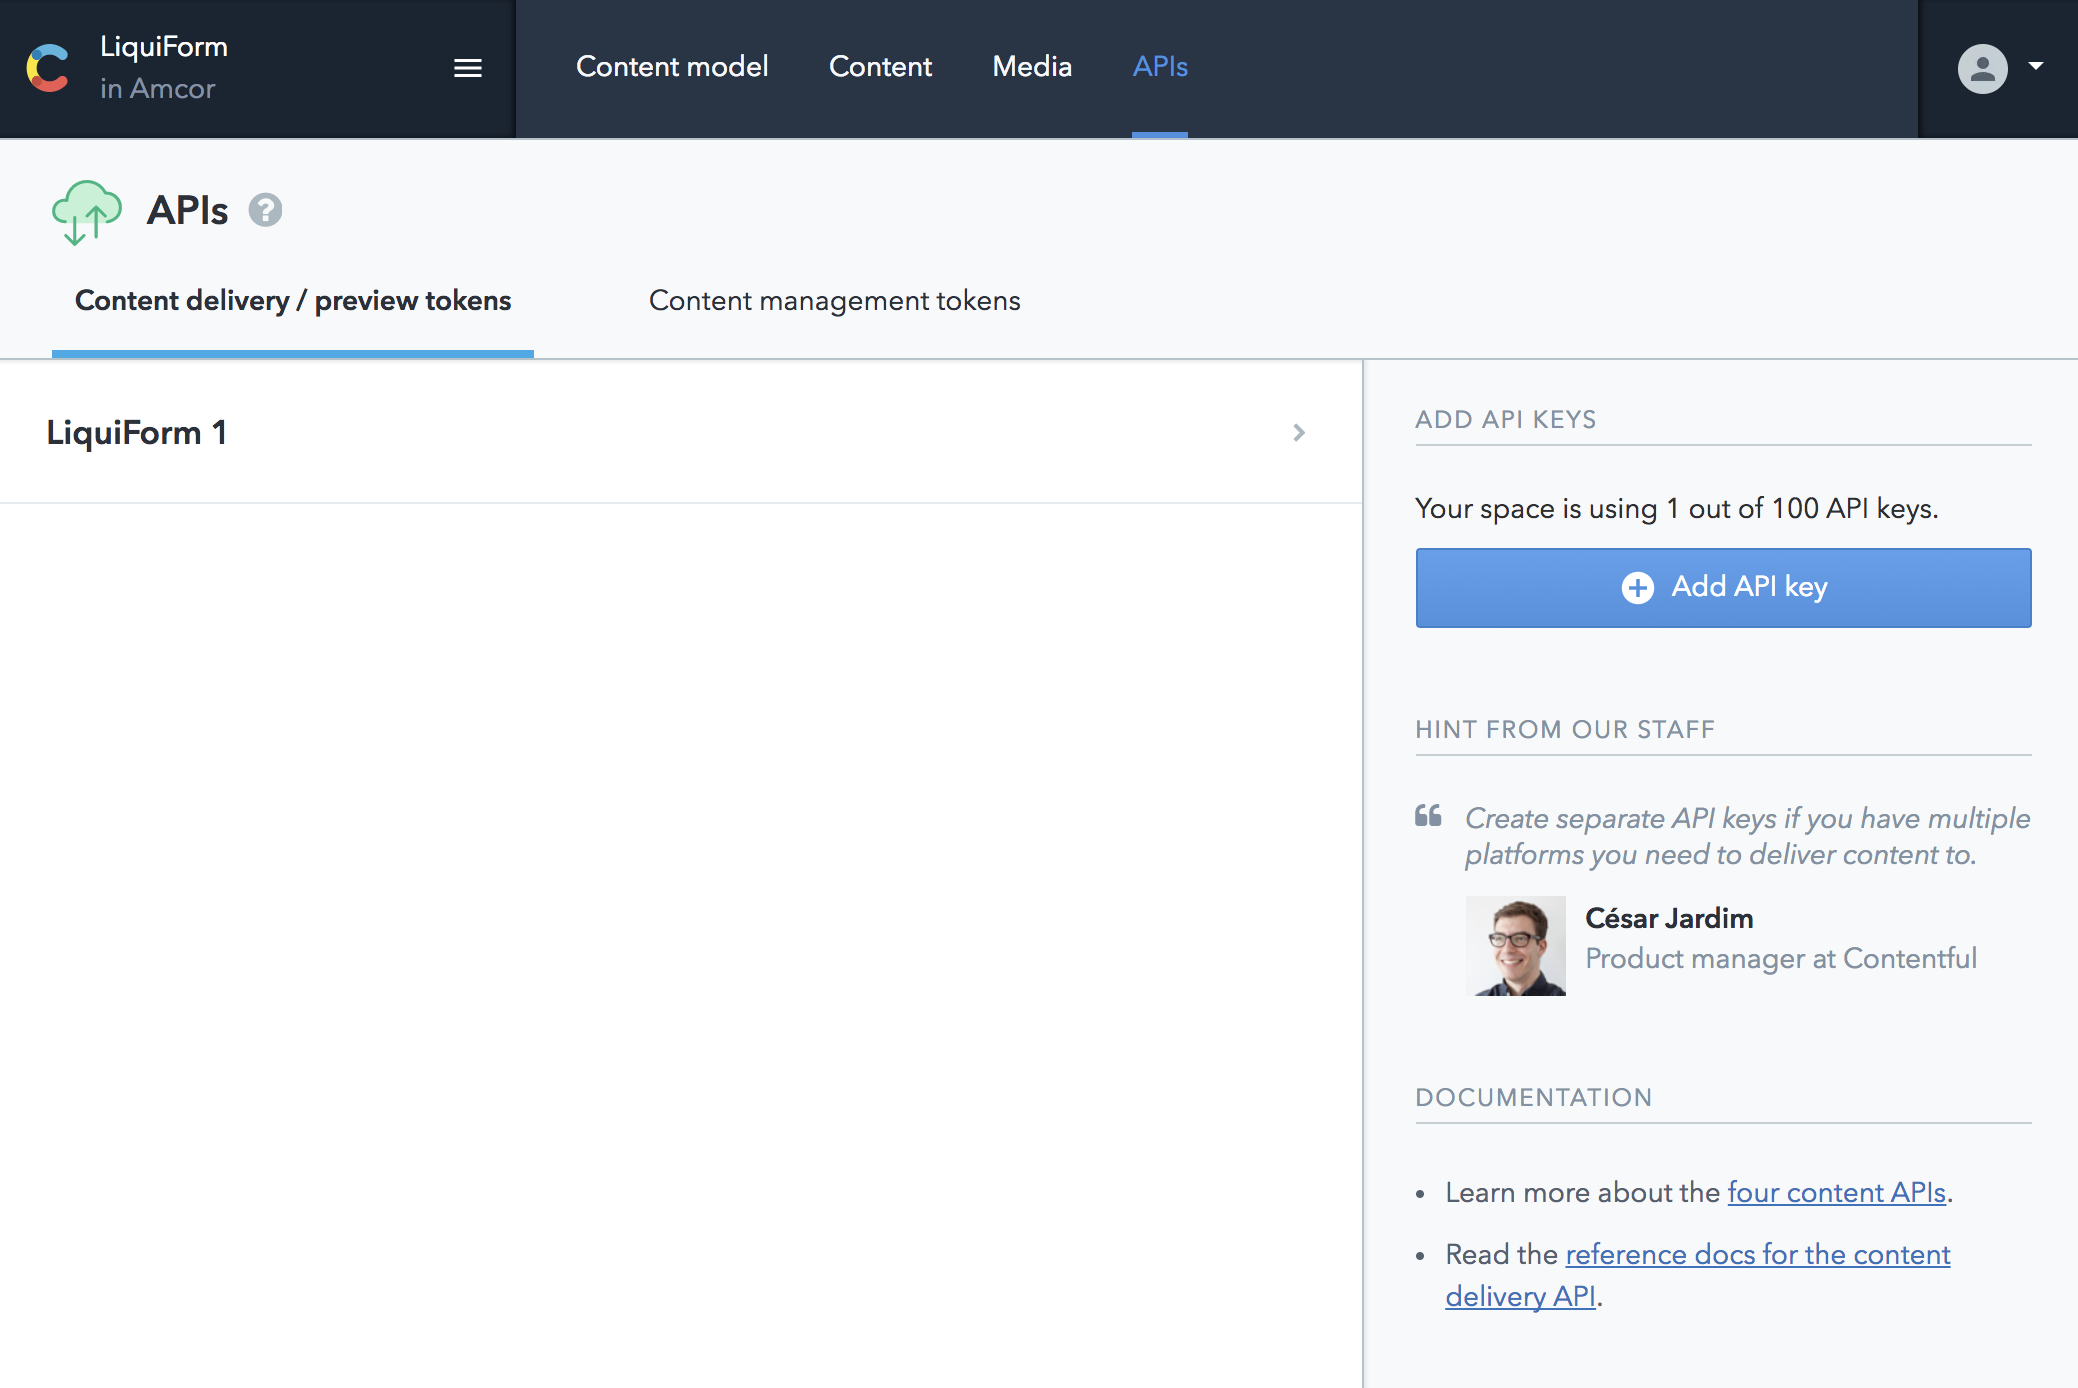 LiquiForm
in Amcor
Content model
Content
Media
APIs
APIs
?
Content delivery / preview tokens
Content management tokens
LiquiForm 1
ADD API KEYS
Your space is using 1 out of 100 API keys.
Add API key
HINT FROM OUR STAFF
Create separate API keys if you have multiple
platforms you need to deliver content to.
César Jardim
Product manager at Contentful
DOCUMENTATION
Learn more about the four content APIs.
Read the reference docs for the content
delivery API.